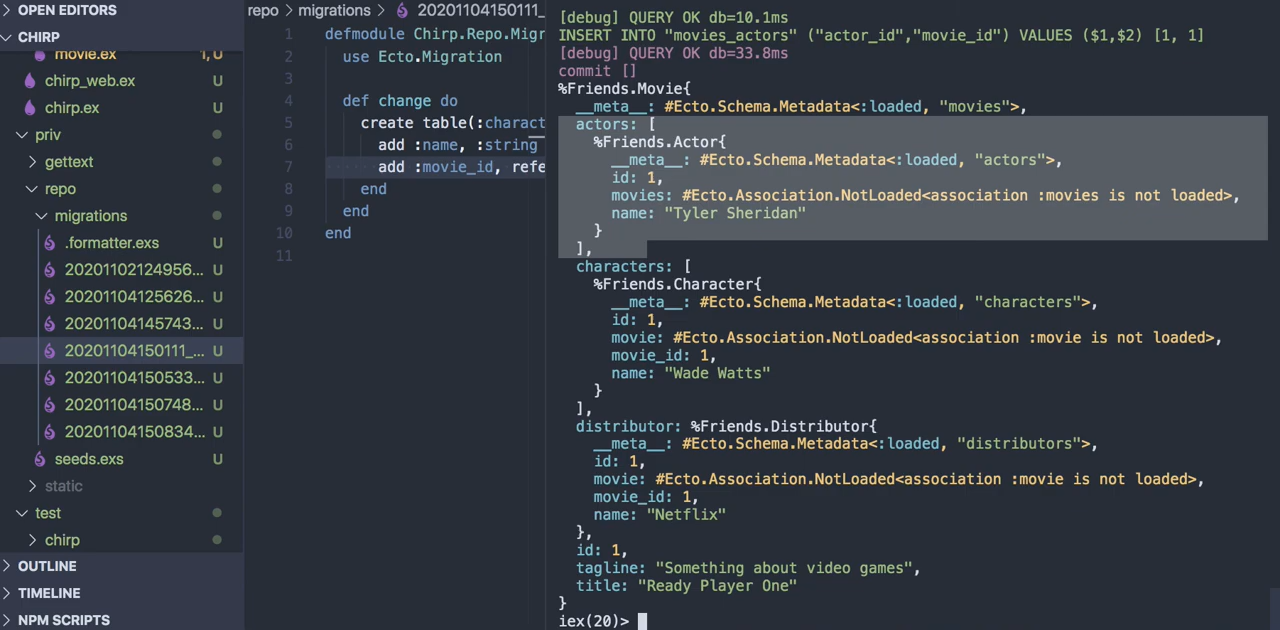 OPEN EDITORS
CHIRP
movie.ex 1, U
chirp_web.ex U
chirp.ex U
priv
gettext
repo
migrations
.formatter.exs U
20201102124956... U
20201104125626... U
20201104145743... U
20201104150111_... U
20201104150533... U
20201104150748... U
20201104150834... U
seeds.exs U
static
test
chirp
OUTLINE
TIMELINE
NPM SCRIPTS
repo > migrations > 20201104150111_
1 defmodule Chirp.Repo.Migr
2 use Ecto.Migration
3
4 def change do
5 create table(:charact
6 add :name, :string
7 add :movie_id, refe
8 end
9 end
10 end
11
[debug] QUERY OK db=10.1ms
INSERT INTO "movies_actors" ("actor_id","movie_id") VALUES ($1,$2) [1, 1]
[debug] QUERY OK db=33.8ms
commit []
%Friends.Movie{
__meta__: #Ecto.Schema.Metadata<:loaded, "movies">,
actors: [
%Friends.Actor{
__meta__: #Ecto.Schema.Metadata<:loaded, "actors">,
id: 1,
movies: #Ecto.Association.NotLoaded<association :movies is not loaded>,
name: "Tyler Sheridan"
}
],
characters: [
%Friends.Character{
__meta__: #Ecto.Schema.Metadata<:loaded, "characters">,
id: 1,
movie: #Ecto.Association.NotLoaded<association :movie is not loaded>,
movie_id: 1,
name: "Wade Watts"
}
],
distributor: %Friends.Distributor{
__meta__: #Ecto.Schema.Metadata<:loaded, "distributors">,
id: 1,
movie: #Ecto.Association.NotLoaded<association :movie is not loaded>,
movie_id: 1,
name: "Netflix"
},
id: 1,
tagline: "Something about video games",
title: "Ready Player One"
}
iex(20)>